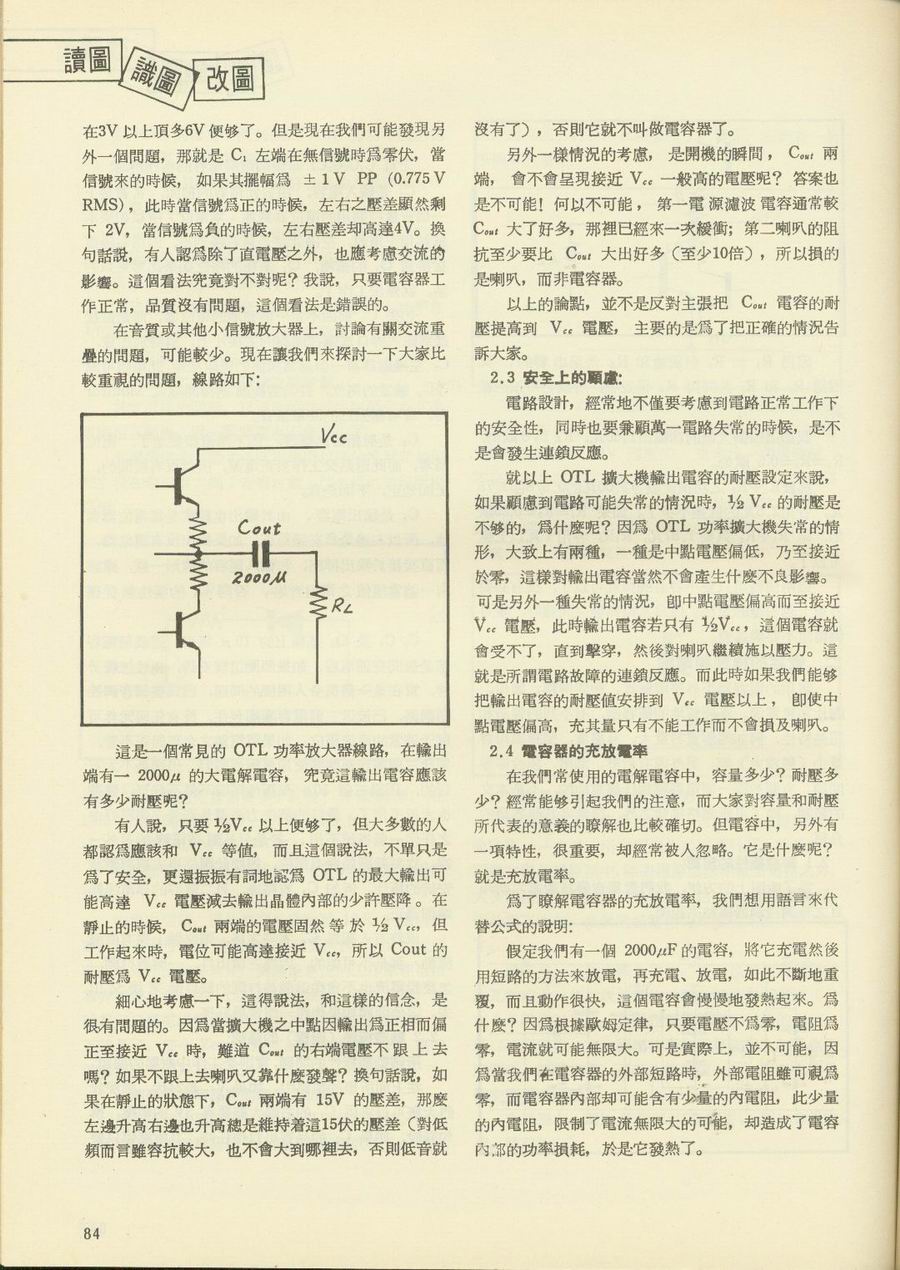 讀圖 識圖 改圖
在3V 以上頂多6V 便够了。但是現在我們可能發現另
外一個問題，那就是 C₁ 左端在無信號時爲零伏，當
信號來的時候， 如果其擺幅爲 ±1V PP (0.775V
RMS)，此時當信號爲正的時候，左右之壓差顯然剩
下 2V，當信號爲負的時候，左右壓差却高達4V。換
句話說，有人認爲除了直電壓之外，也應考慮交流的
影響。這個看法究竟對不對呢？我說，只要電容器工
作正常，品質沒有問題，這個看法是錯誤的。
在音質或其他小信號放大器上，討論有關交流重
疊的問題，可能較少。現在讓我們來探討一下大家比
較重視的問題，線路如下：
Vcc
Cout
2000μ
RL
這是一個常見的 OTL 功率放大器線路，在輸出
端有一 2000μ 的大電解電容， 究竟這輸出電容應該
有多少耐壓呢？
有人說，只要 ½Vcc 以上便够了，但大多數的人
都認爲應該和 Vcc 等值， 而且這個說法，不單只是
爲了安全，更還振振有詞地認爲 OTL 的最大輸出可
能高達 Vcc 電壓減去輸出晶體內部的少許壓降。在
靜止的時候， Cout 兩端的電壓固然等於 ½ Vcc，但
工作起來時，電位可能高達接近 Vcc，所以 Cout 的
耐壓爲 Vcc 電壓。
細心地考慮一下，這得說法，和這樣的信念，是
很有問題的。因爲當擴大機之中點因輸出爲正相而偏
正至接近 Vcc 時，難道 Cout 的右端電壓不跟上去
嗎？如果不跟上去喇叭又靠什麼發聲？換句話說，如
果在靜止的狀態下，Cout 兩端有 15V 的壓差，那麼
左邊升高右邊也升高總是維持着這15伏的壓差（對低
頻而言雖容抗較大，也不會大到哪裡去，否則低音就
沒有了），否則它就不叫做電容器了。
另外一樣情況的考慮， 是開機的瞬間， Cout 兩
端， 會不會呈現接近 Vcc 一般高的電壓呢？ 答案也
是不可能！何以不可能， 第一電源濾波電容通常較
Cout 大了好多，那裡已經來一次緩衝；第二喇叭的阻
抗至少要比 Cout 大出好多（至少10倍），所以損的
是喇叭，而非電容器。
以上的論點，並不是反對主張把 Cout 電容的耐
壓提高到 Vcc 電壓， 主要的是爲了把正確的情況告
訴大家。
2.3 安全上的顧慮：
電路設計，經常地不僅要考慮到電路正常工作下
的安全性，同時也要兼顧萬一電路失常的時候，是不
是會發生連鎖反應。
就以上 OTL 擴大機輸出電容的耐壓設定來說，
如果顧慮到電路可能失常的情況時，½ Vcc 的耐壓是
不够的，爲什麼呢？因爲 OTL 功率擴大機失常的情
形，大致上有兩種，一種是中點電壓偏低，乃至接近
於零，這樣對輸出電容當然不會產生什麼不良影響。
可是另外一種失常的情況，卽中點電壓偏高而至接近
Vcc 電壓，此時輸出電容若只有 ½Vcc，這個電容就
會受不了，直到擊穿，然後對喇叭繼續施以壓力。這
就是所謂電路故障的連鎖反應。而此時如果我們能够
把輸出電容的耐壓值安排到 Vcc 電壓以上， 卽使中
點電壓偏高，充其量只有不能工作而不會損及喇叭。
2.4 電容器的充放電率
在我們常使用的電解電容中，容量多少？耐壓多
少？經常能够引起我們的注意，而大家對容量和耐壓
所代表的意義的瞭解也比較確切。但電容中，另外有
一項特性，很重要，却經常被人忽略。它是什麼呢？
就是充放電率。
爲了瞭解電容器的充放電率，我們想用語言來代
替公式的說明：
假定我們有一個 2000μF 的電容，將它充電然後
用短路的方法來放電，再充電、放電，如此不斷地重
覆，而且動作很快，這個電容會慢慢地發熱起來。爲
什麼？因爲根據歐姆定律，只要電壓不爲零，電阻爲
零，電流就可能無限大。可是實際上，並不可能，因
爲當我們在電容器的外部短路時，外部電阻雖可視爲
零，而電容器內部却可能含有少量的內電阻，此少量
的內電阻，限制了電流無限大的可能，却造成了電容
內部的功率損耗，於是它發熱了。
84